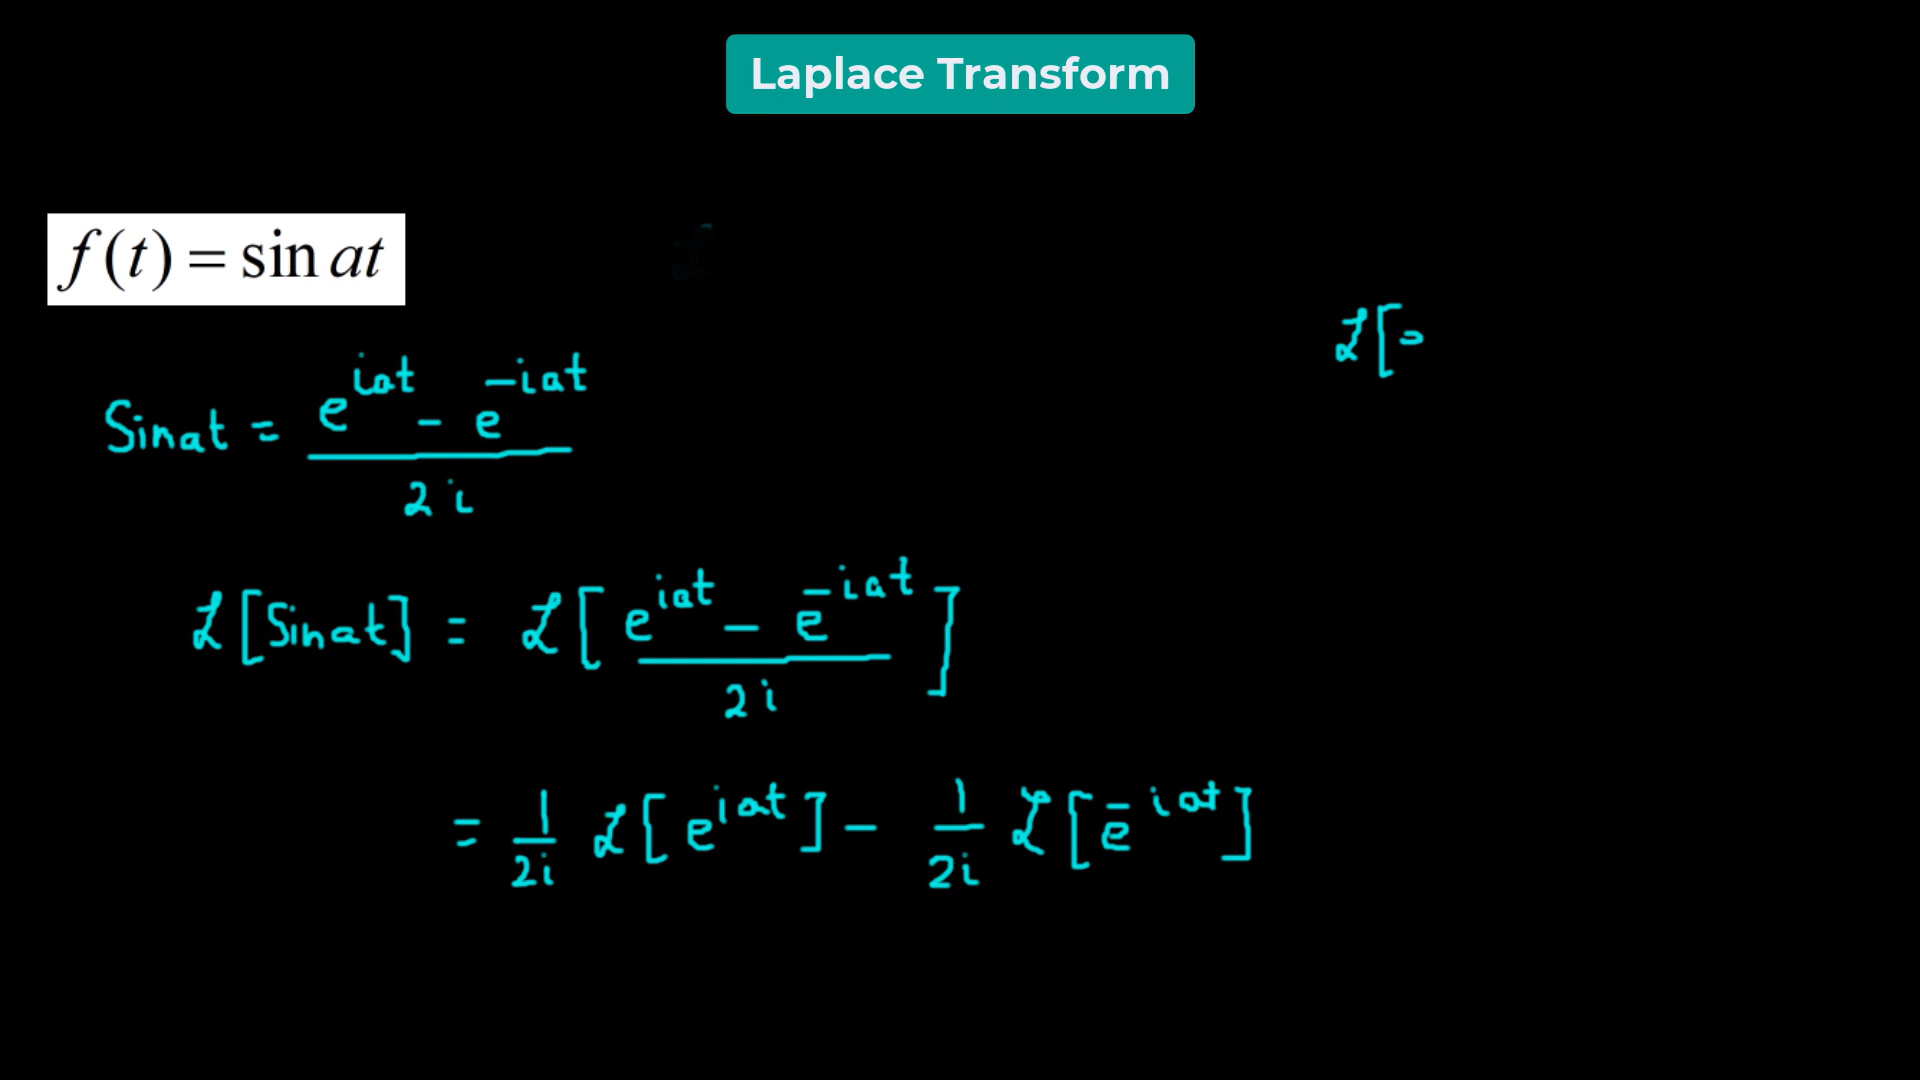 Laplace Transform
f(t) = sin at
ℒ[
Sinat = (e^{iat} - e^{-iat}) / 2i
ℒ[Sinat] = ℒ[(e^{iat} - e^{-iat}) / 2i]
= 1/2i ℒ[e^{iat}] - 1/2i ℒ[e^{-iat}]